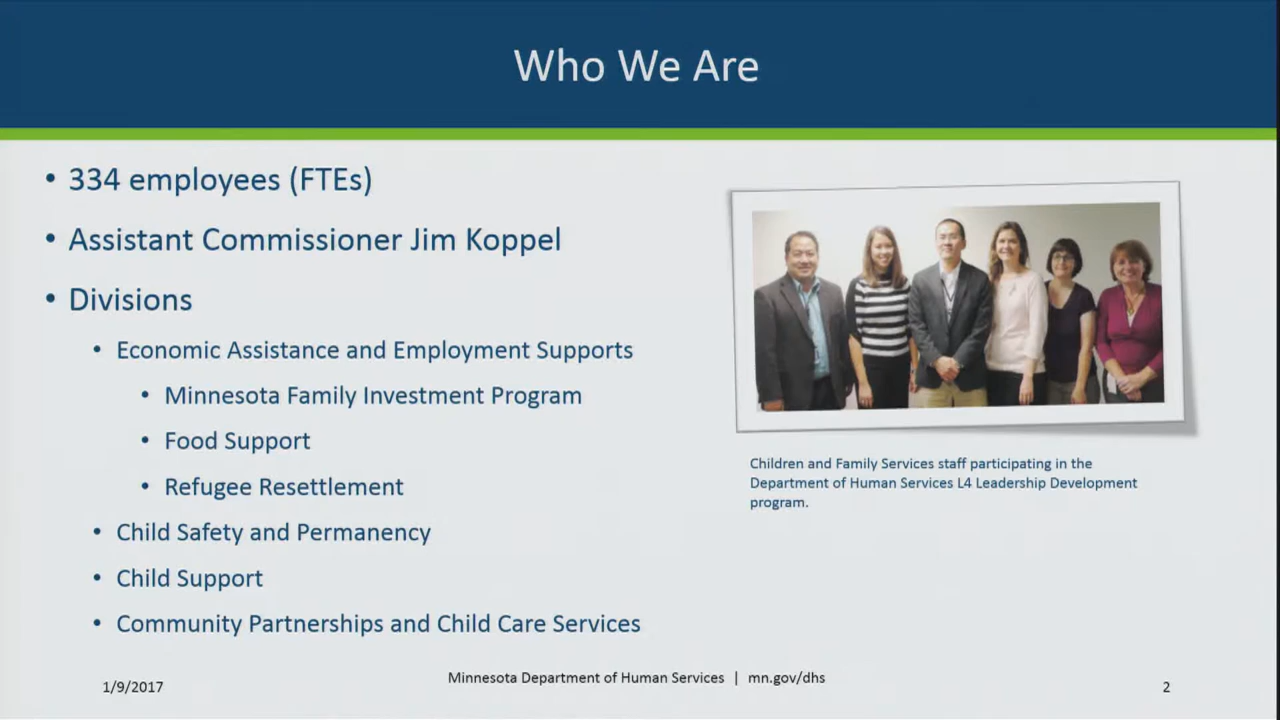 Who We Are
• 334 employees (FTEs)
• Assistant Commissioner Jim Koppel
• Divisions
• Economic Assistance and Employment Supports
• Minnesota Family Investment Program
• Food Support
• Refugee Resettlement
• Child Safety and Permanency
• Child Support
• Community Partnerships and Child Care Services
Children and Family Services staff participating in the
Department of Human Services L4 Leadership Development
program.
1/9/2017
Minnesota Department of Human Services | mn.gov/dhs
2